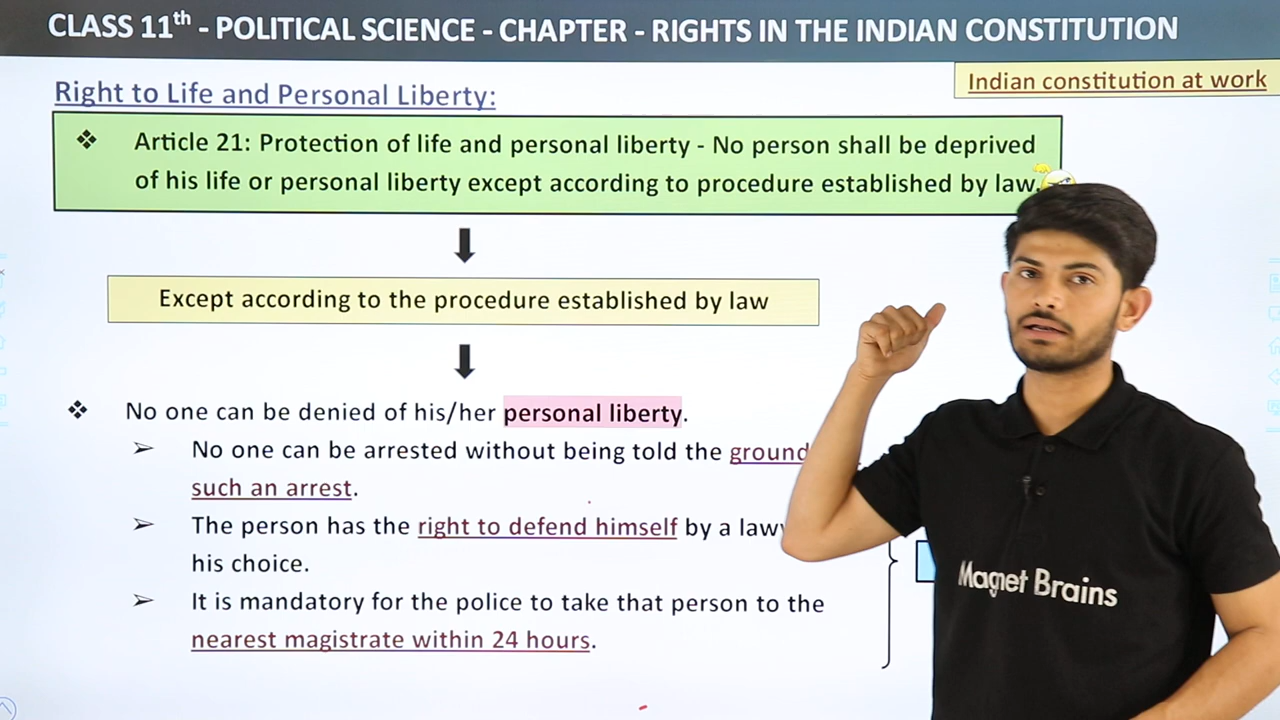 CLASS 11th - POLITICAL SCIENCE - CHAPTER - RIGHTS IN THE INDIAN CONSTITUTION
Indian constitution at work
Right to Life and Personal Liberty:
❖ Article 21: Protection of life and personal liberty - No person shall be deprived
of his life or personal liberty except according to procedure established by law.
Except according to the procedure established by law
❖ No one can be denied of his/her personal liberty.
➢ No one can be arrested without being told the
such an arrest.
➢ The person has the right to defend himself by a
his choice.
➢ It is mandatory for the police to take that person to the
nearest magistrate within 24 hours.
Magnet Brains